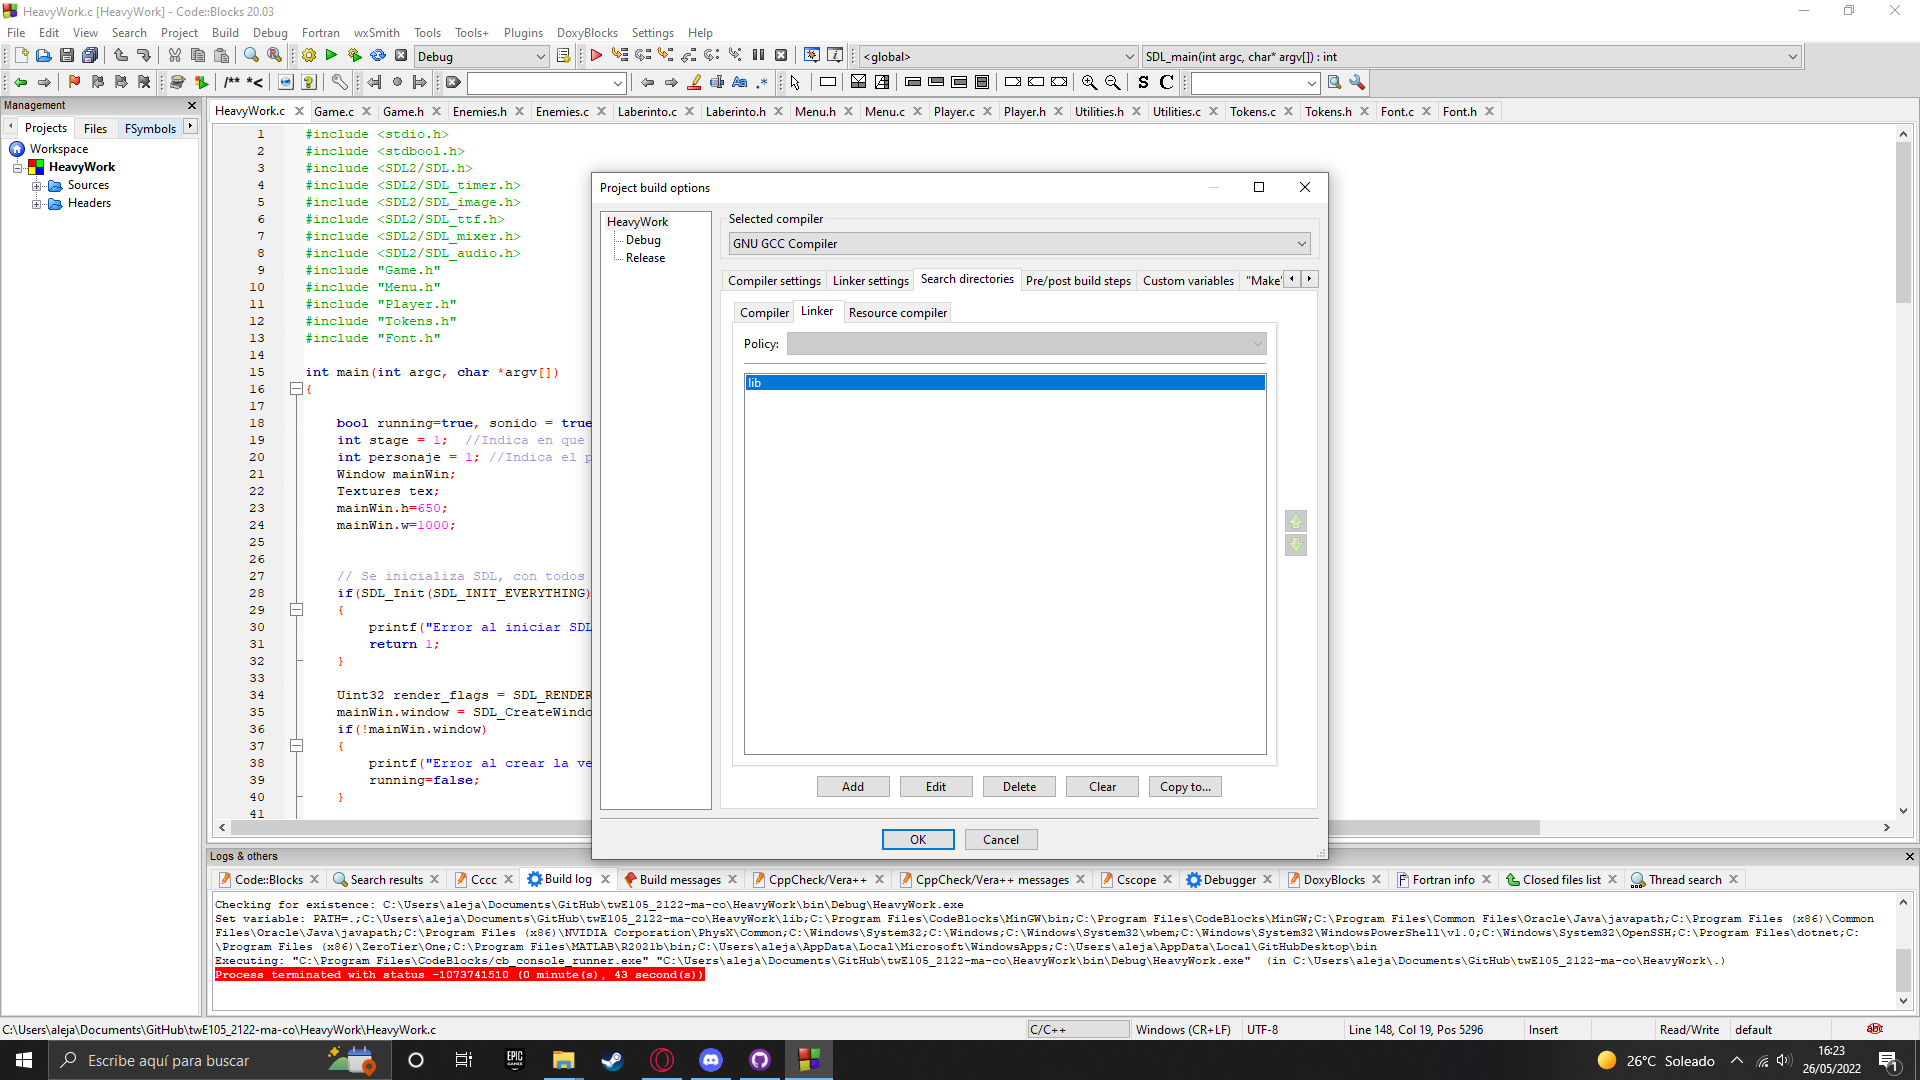 HeavyWork.c [HeavyWork] - Code::Blocks 20.03
File Edit View Search Project Build Debug Fortran wxSmith Tools Tools+ Plugins DoxyBlocks Settings Help
Debug <global> SDL_main(int argc, char* argv[]) : int
/** *< Aa .* S C
Management
Projects Files FSymbols
Workspace
HeavyWork
Sources
Headers
HeavyWork.c Game.c Game.h Enemies.h Enemies.c Laberinto.c Laberinto.h Menu.h Menu.c Player.c Player.h Utilities.h Utilities.c Tokens.c Tokens.h Font.c Font.h
1 #include <stdio.h>
2 #include <stdbool.h>
3 #include <SDL2/SDL.h>
4 #include <SDL2/SDL_timer.h>
5 #include <SDL2/SDL_image.h>
6 #include <SDL2/SDL_ttf.h>
7 #include <SDL2/SDL_mixer.h>
8 #include <SDL2/SDL_audio.h>
9 #include "Game.h"
10 #include "Menu.h"
11 #include "Player.h"
12 #include "Tokens.h"
13 #include "Font.h"
14
15 int main(int argc, char *argv[])
16 {
17
18 bool running=true, sonido = true
19 int stage = 1; //Indica en que
20 int personaje = 1; //Indica el p
21 Window mainWin;
22 Textures tex;
23 mainWin.h=650;
24 mainWin.w=1000;
25
26
27 // Se inicializa SDL, con todos
28 if(SDL_Init(SDL_INIT_EVERYTHING)
29 {
30 printf("Error al iniciar SDL
31 return 1;
32 }
33
34 Uint32 render_flags = SDL_RENDER
35 mainWin.window = SDL_CreateWindo
36 if(!mainWin.window)
37 {
38 printf("Error al crear la ve
39 running=false;
40 }
41
Project build options
HeavyWork
Debug
Release
Selected compiler
GNU GCC Compiler
Compiler settings Linker settings Search directories Pre/post build steps Custom variables "Make"
Compiler Linker Resource compiler
Policy:
lib
Add Edit Delete Clear Copy to...
OK Cancel
Logs & others
Code::Blocks Search results Cccc Build log Build messages CppCheck/Vera++ CppCheck/Vera++ messages Cscope Debugger DoxyBlocks Fortran info Closed files list Thread search
Checking for existence: C:\Users\aleja\Documents\GitHub\twE105_2122-ma-co\HeavyWork\bin\Debug\HeavyWork.exe
Set variable: PATH=.;C:\Users\aleja\Documents\GitHub\twE105_2122-ma-co\HeavyWork\lib;C:\Program Files\CodeBlocks\MinGW\bin;C:\Program Files\CodeBlocks\MinGW;C:\Program Files\Common Files\Oracle\Java\javapath;C:\Program Files (x86)\Common
Files\Oracle\Java\javapath;C:\Program Files (x86)\NVIDIA Corporation\PhysX\Common;C:\Windows\System32;C:\Windows;C:\Windows\System32\wbem;C:\Windows\System32\WindowsPowerShell\v1.0;C:\Windows\System32\OpenSSH;C:\Program Files\dotnet;C:
\Program Files (x86)\ZeroTier\One;C:\Program Files\MATLAB\R2021b\bin;C:\Users\aleja\AppData\Local\Microsoft\WindowsApps;C:\Users\aleja\AppData\Local\GitHubDesktop\bin
Executing: "C:\Program Files\CodeBlocks/cb_console_runner.exe" "C:\Users\aleja\Documents\GitHub\twE105_2122-ma-co\HeavyWork\bin\Debug\HeavyWork.exe" (in C:\Users\aleja\Documents\GitHub\twE105_2122-ma-co\HeavyWork\.)
Process terminated with status -1073741510 (0 minute(s), 43 second(s))
C:\Users\aleja\Documents\GitHub\twE105_2122-ma-co\HeavyWork\HeavyWork.c C/C++ Windows (CR+LF) UTF-8 Line 148, Col 19, Pos 5296 Insert Read/Write default abc
Escribe aquí para buscar EPIC GAMES 26°C Soleado 16:23
26/05/2022 1